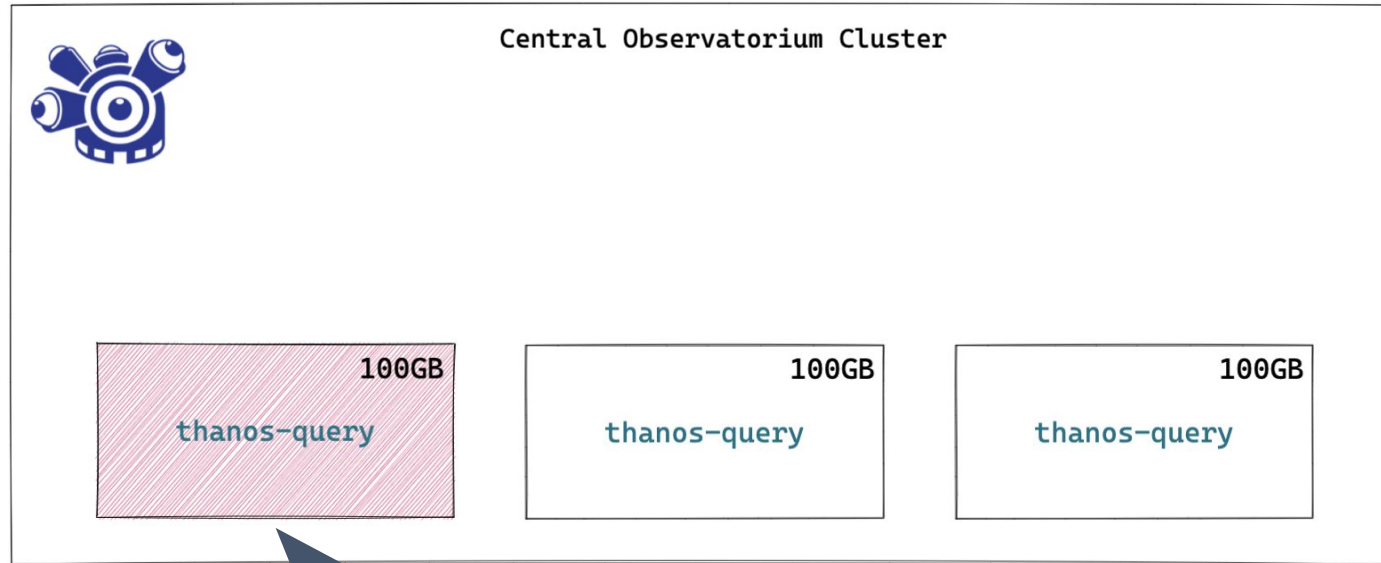 Central Observatorium Cluster
100GB
thanos-query
100GB
thanos-query
100GB
thanos-query